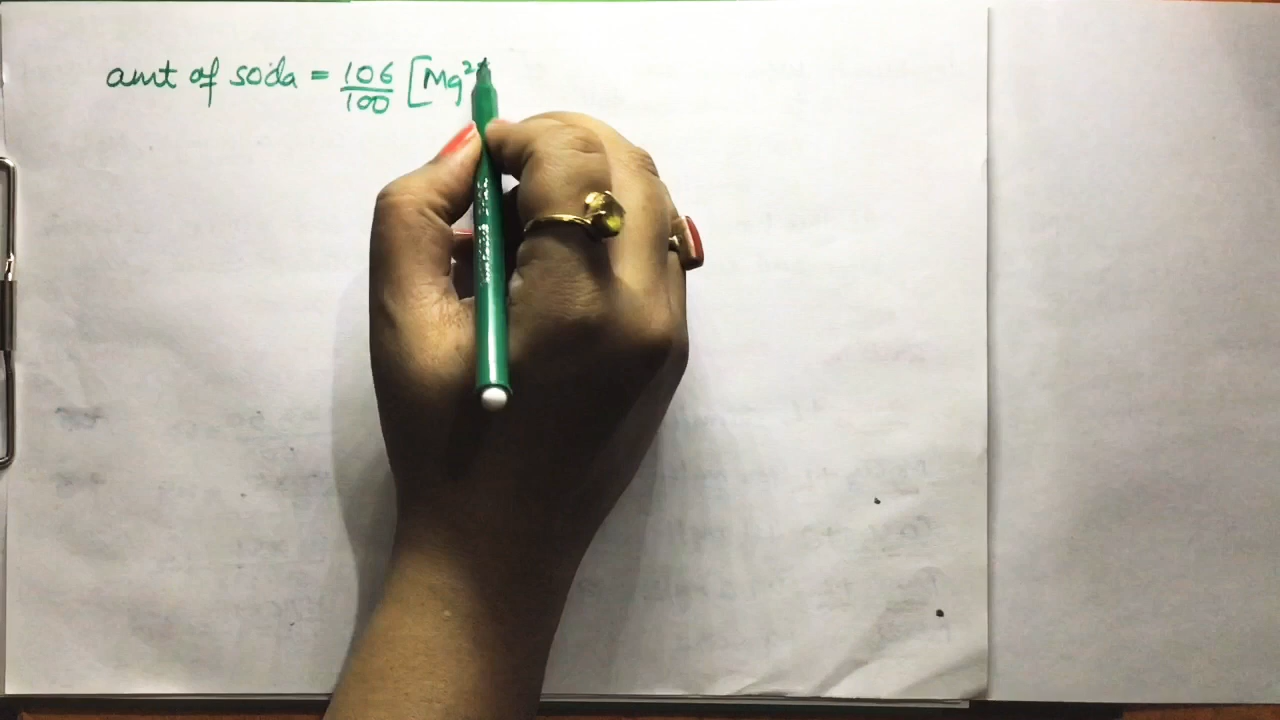 amt of soda = 106/100 [Mg²⁺